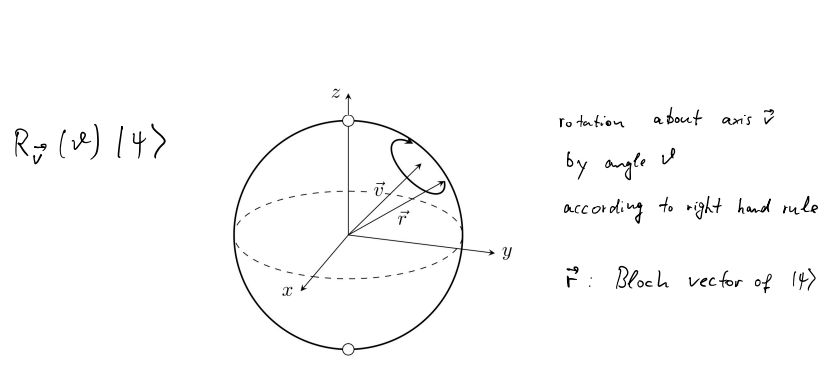 R_v⃗ (ϑ) |ψ⟩
z
v⃗
r⃗
y
x
rotation about axis v⃗
by angle ϑ
according to right hand rule
r⃗ : Bloch vector of |ψ⟩